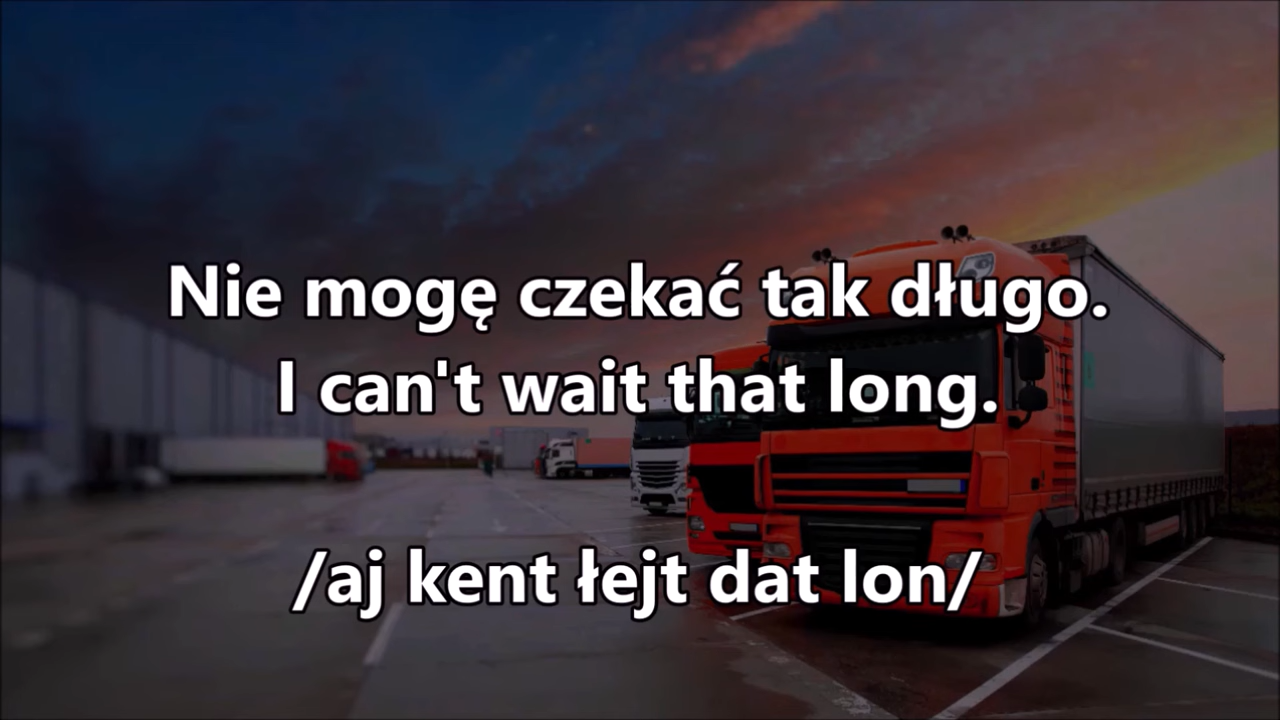 Nie mogę czekać tak długo.
I can't wait that long.
/aj kent łejt dat lon/